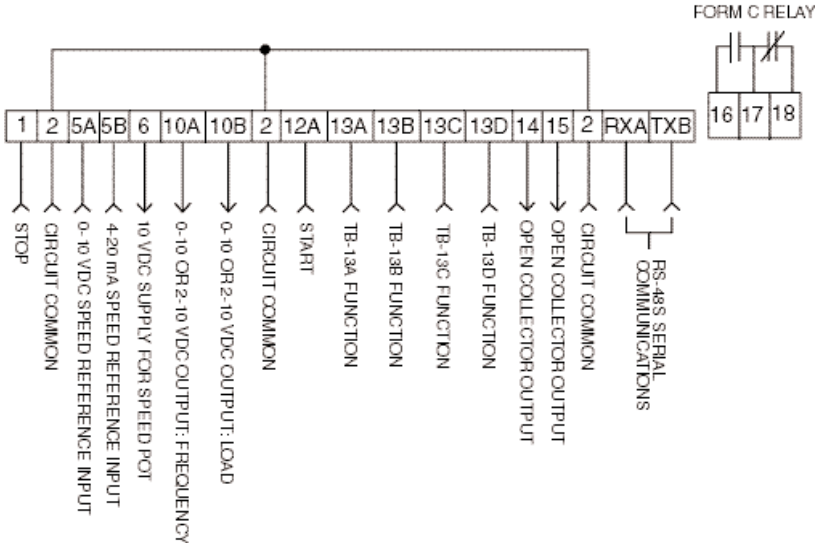 FORM C RELAY
16 17 18
1 2 5A 5B 6 10A 10B 2 12A 13A 13B 13C 13D 14 15 2 RXA TXB
STOP
CIRCUIT COMMON
0-10 VDC SPEED REFERENCE INPUT
4-20 mA SPEED REFERENCE INPUT
10 VDC SUPPLY FOR SPEED POT
0-10 OR 2-10 VDC OUTPUT: FREQUENCY
0-10 OR 2-10 VDC OUTPUT: LOAD
CIRCUIT COMMON
START
TB-13A FUNCTION
TB-13B FUNCTION
TB-13C FUNCTION
TB-13D FUNCTION
OPEN COLLECTOR OUTPUT
OPEN COLLECTOR OUTPUT
CIRCUIT COMMON
RS-48S SERIAL
COMMUNICATIONS